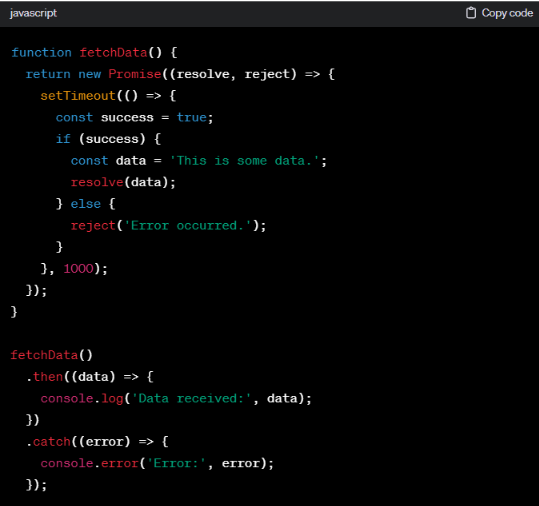 javascript
Copy code
function fetchData() {
  return new Promise((resolve, reject) => {
    setTimeout(() => {
      const success = true;
      if (success) {
        const data = 'This is some data.';
        resolve(data);
      } else {
        reject('Error occurred.');
      }
    }, 1000);
  });
}

fetchData()
  .then((data) => {
    console.log('Data received:', data);
  })
  .catch((error) => {
    console.error('Error:', error);
  });